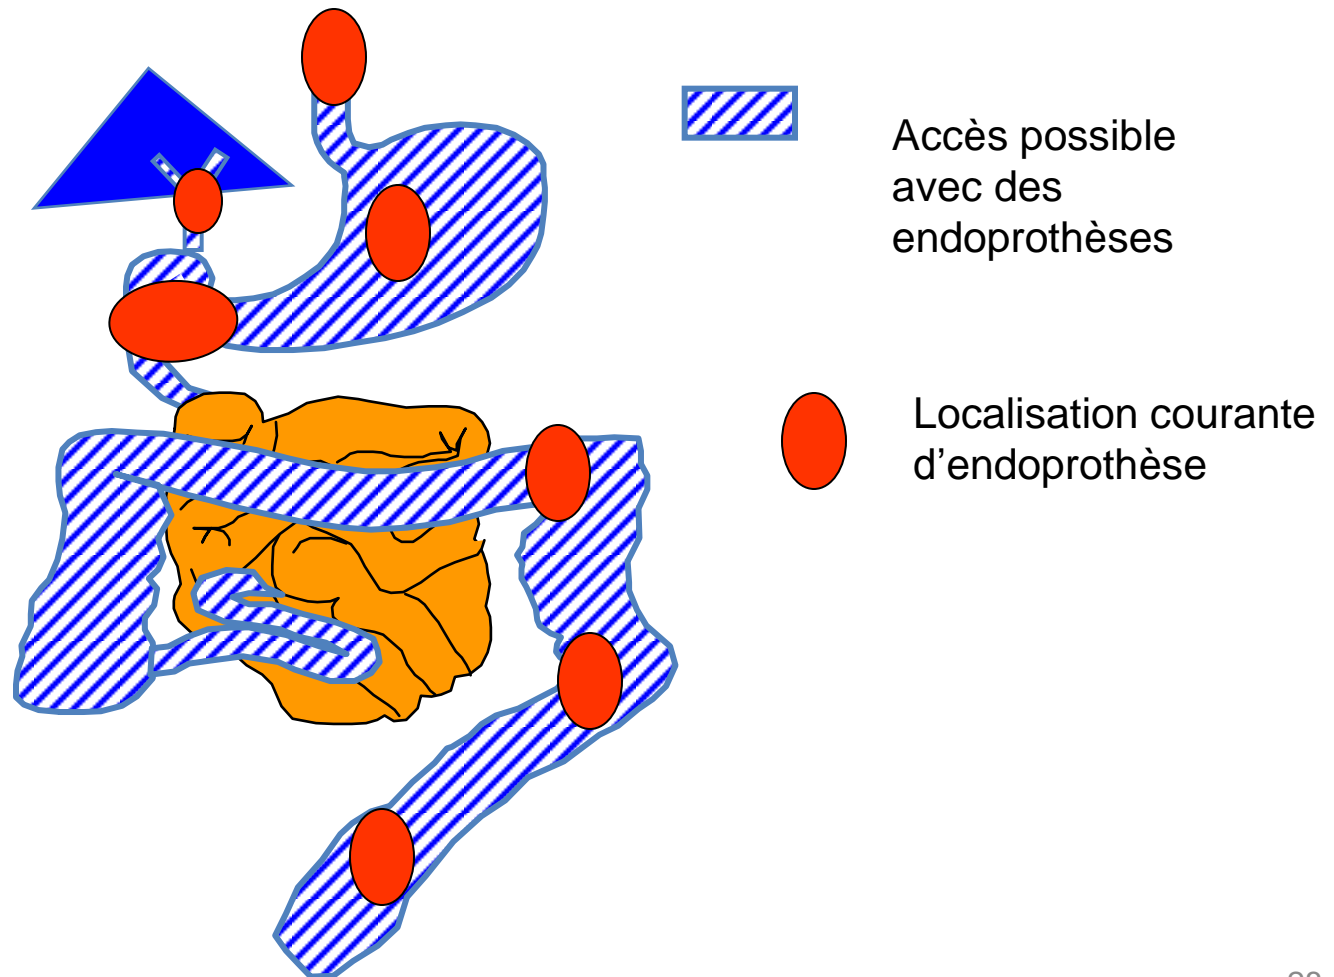 Accès possible
avec des
endoprothèses
Localisation courante
d’endoprothèse